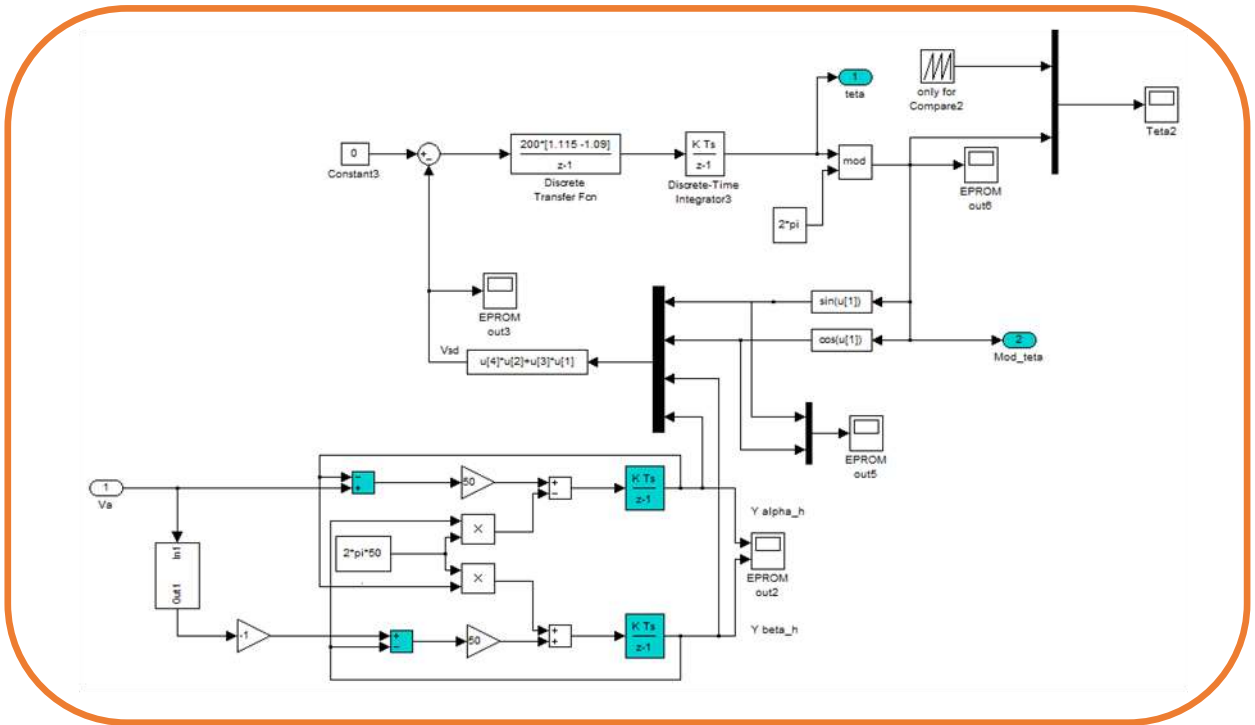 1
teta
only for
Compare2
Teta2
0
Constant3
+
−
200*[1.115 -1.09]
z-1
Discrete
Transfer Fcn
K Ts
z-1
Discrete-Time
Integrator3
mod
2*pi
EPROM
out6
EPROM
out3
Vsd
u[4]*u[2]+u[3]*u[1]
sin(u[1])
cos(u[1])
2
Mod_teta
EPROM
out5
1
Va
−
+
50
+
−
K Ts
z-1
Y alpha_h
2*pi*50
×
×
EPROM
out2
In1
Out1
-1
+
−
50
+
+
K Ts
z-1
Y beta_h